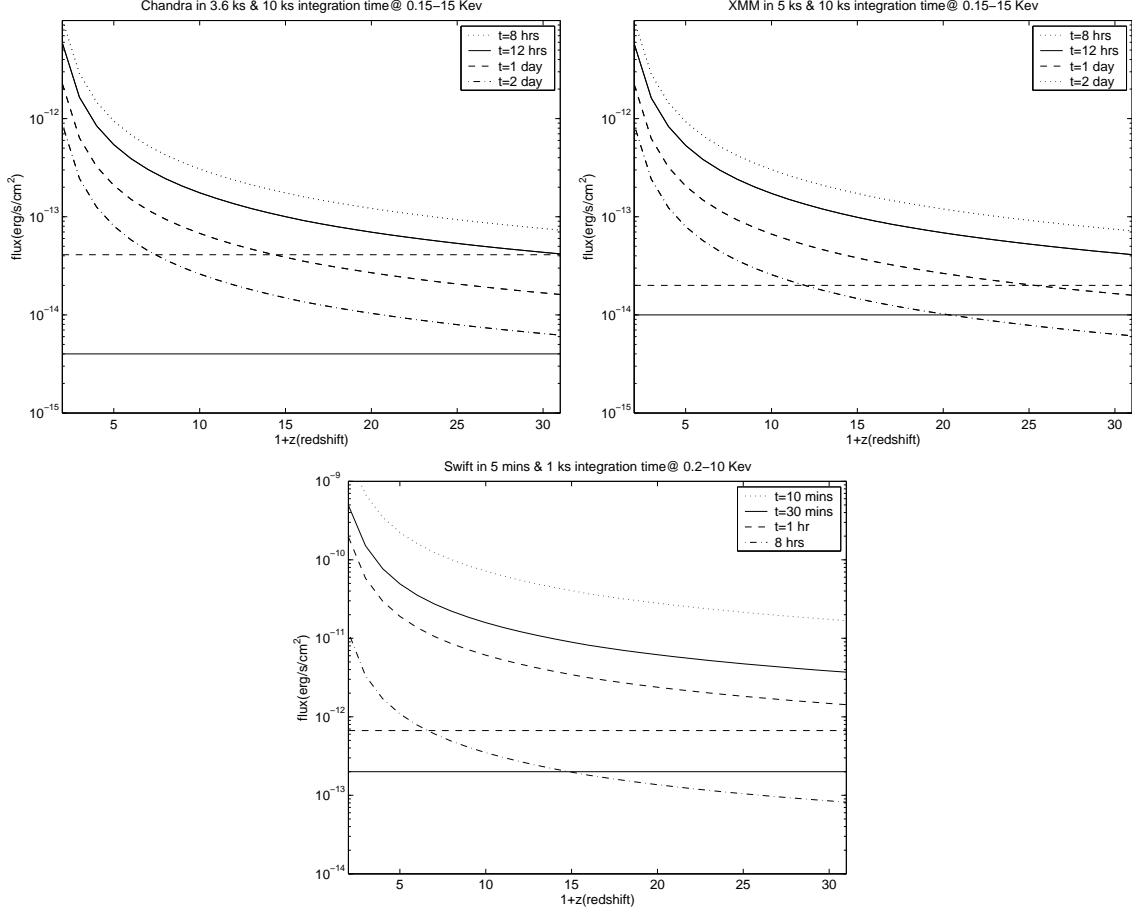 Chandra in 3.6 ks & 10 ks integration time@ 0.15−15 Kev
t=8 hrs
t=12 hrs
t=1 day
t=2 day
10^-12
10^-13
10^-14
10^-15
flux(erg/s/cm^2)
5 10 15 20 25 30
1+z(redshift)
XMM in 5 ks & 10 ks integration time@ 0.15−15 Kev
t=8 hrs
t=12 hrs
t=1 day
t=2 day
10^-12
10^-13
10^-14
10^-15
flux(erg/s/cm^2)
5 10 15 20 25 30
1+z(redshift)
Swift in 5 mins & 1 ks integration time@ 0.2−10 Kev
t=10 mins
t=30 mins
t=1 hr
8 hrs
10^-9
10^-10
10^-11
10^-12
10^-13
10^-14
flux(erg/s/cm^2)
5 10 15 20 25 30
1+z(redshift)